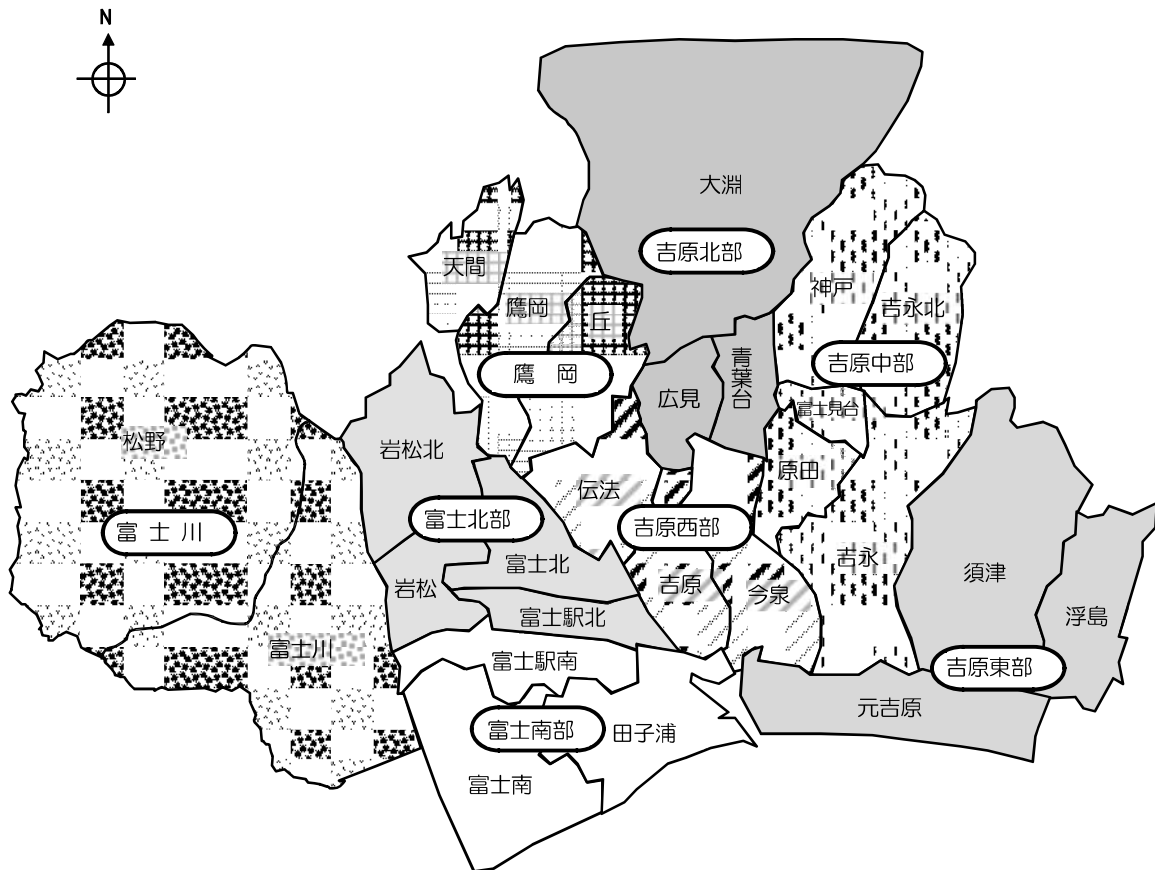 N
大淵
吉原北部
天間
鷹岡
丘
神戸
吉永北
鷹 岡
広見
青葉台
吉原中部
富士見台
松野
岩松北
原田
伝法
富 士 川
富士北部
吉原西部
富士北
吉永
須津
岩松
吉原
今泉
富士駅北
浮島
富士川
富士駅南
吉原東部
元吉原
富士南部
田子浦
富士南